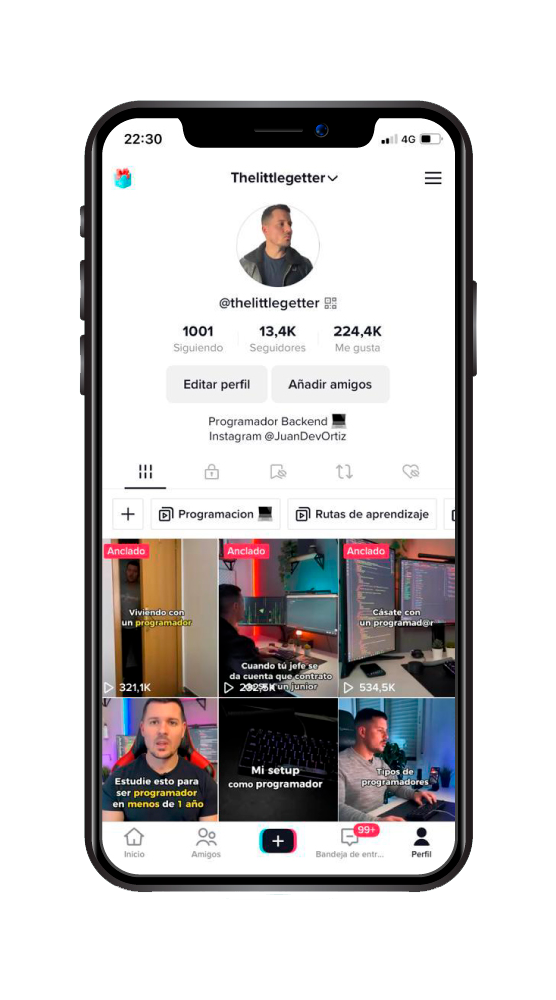 22:30
4G
Thelittlegetter
@thelittlegetter
1001
13,4K
224,4K
Siguiendo
Seguidores
Me gusta
Editar perfil
Añadir amigos
Programador Backend
Instagram @JuanDevOrtiz
Programacion
Rutas de aprendizaje
Anclado
Anclado
Anclado
Viviendo con
un programador
Cuando tú jefe se
da cuenta que contrato
un junior
Cásate con
un programad@r
321,1K
534,5K
Estudie esto para
ser programador
en menos de 1 año
Mi setup
como programador
Tipos de
programadores
99+
Inicio
Amigos
Bandeja de entr...
Perfil